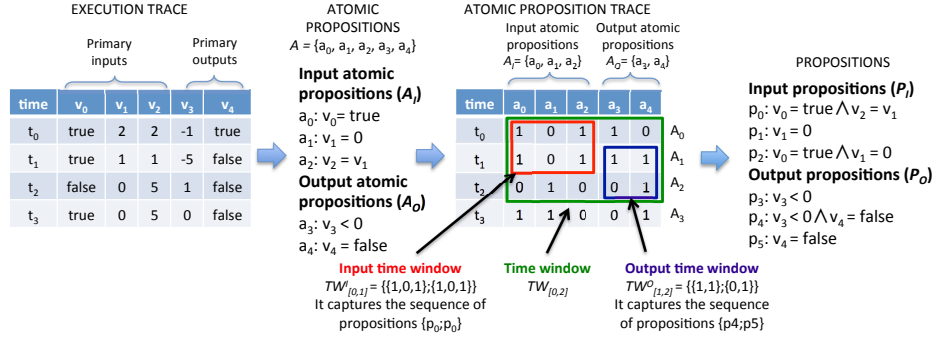 EXECUTION TRACE
Primary inputs
Primary outputs
time v0 v1 v2 v3 v4
t0 true 2 2 -1 true
t1 true 1 1 -5 false
t2 false 0 5 1 false
t3 true 0 5 0 false
ATOMIC
PROPOSITIONS
A = {a0, a1, a2, a3, a4}
Input atomic
propositions (AI)
a0: v0= true
a1: v1 = 0
a2: v2 = v1
Output atomic
propositions (AO)
a3: v3 < 0
a4: v4 = false
ATOMIC PROPOSITION TRACE
Input atomic
propositions
AI= {a0, a1, a2}
Output atomic
propositions
AO= {a3, a4}
time a0 a1 a2 a3 a4
t0 1 0 1 1 0 A0
t1 1 0 1 1 1 A1
t2 0 1 0 0 1 A2
t3 1 1 0 0 1 A3
PROPOSITIONS
Input propositions (PI)
p0: v0 = true ⋀ v2 = v1
p1: v1 = 0
p2: v0 = true ⋀ v1 = 0
Output propositions (PO)
p3: v3 < 0
p4: v3 < 0 ⋀ v4 = false
p5: v4 = false
Input time window
TWI[0,1] = {{1,0,1};{1,0,1}}
It captures the sequence of
propositions {p0;p0}
Time window
TW[0,2]
Output time window
TWO[1,2] = {{1,1};{0,1}}
It captures the sequence
of propositions {p4;p5}